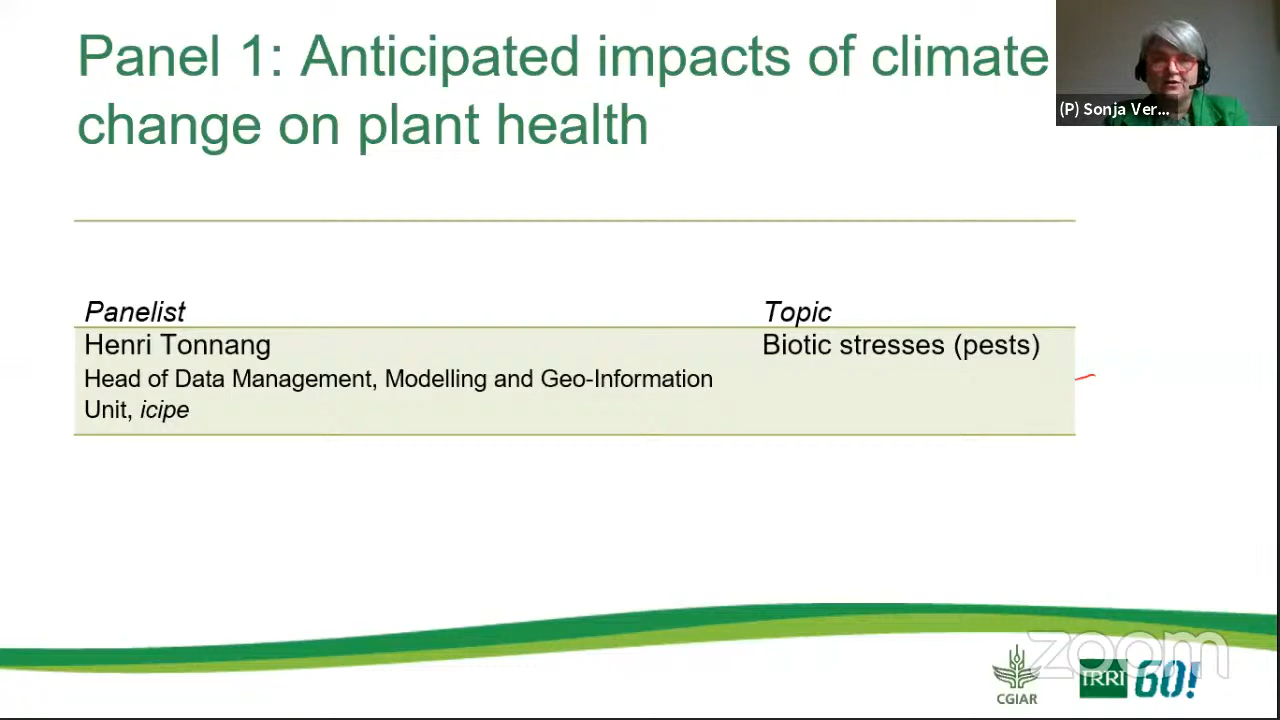 Panel 1: Anticipated impacts of climate
change on plant health
(P) Sonja Ver...
Panelist Topic
Henri Tonnang Biotic stresses (pests)
Head of Data Management, Modelling and Geo-Information
Unit, icipe
zoom
CGIAR
IRRI 60!